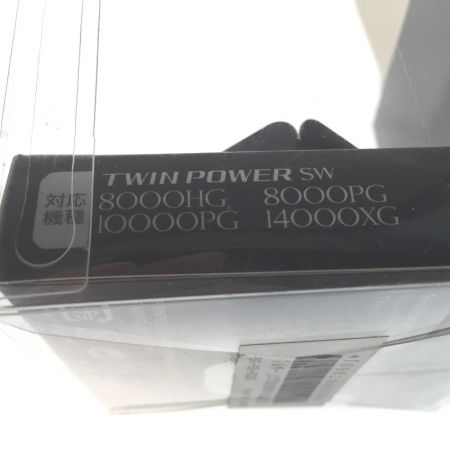 TWIN POWER SW
対応
機種
8000HG 8000PG
10000PG 14000XG